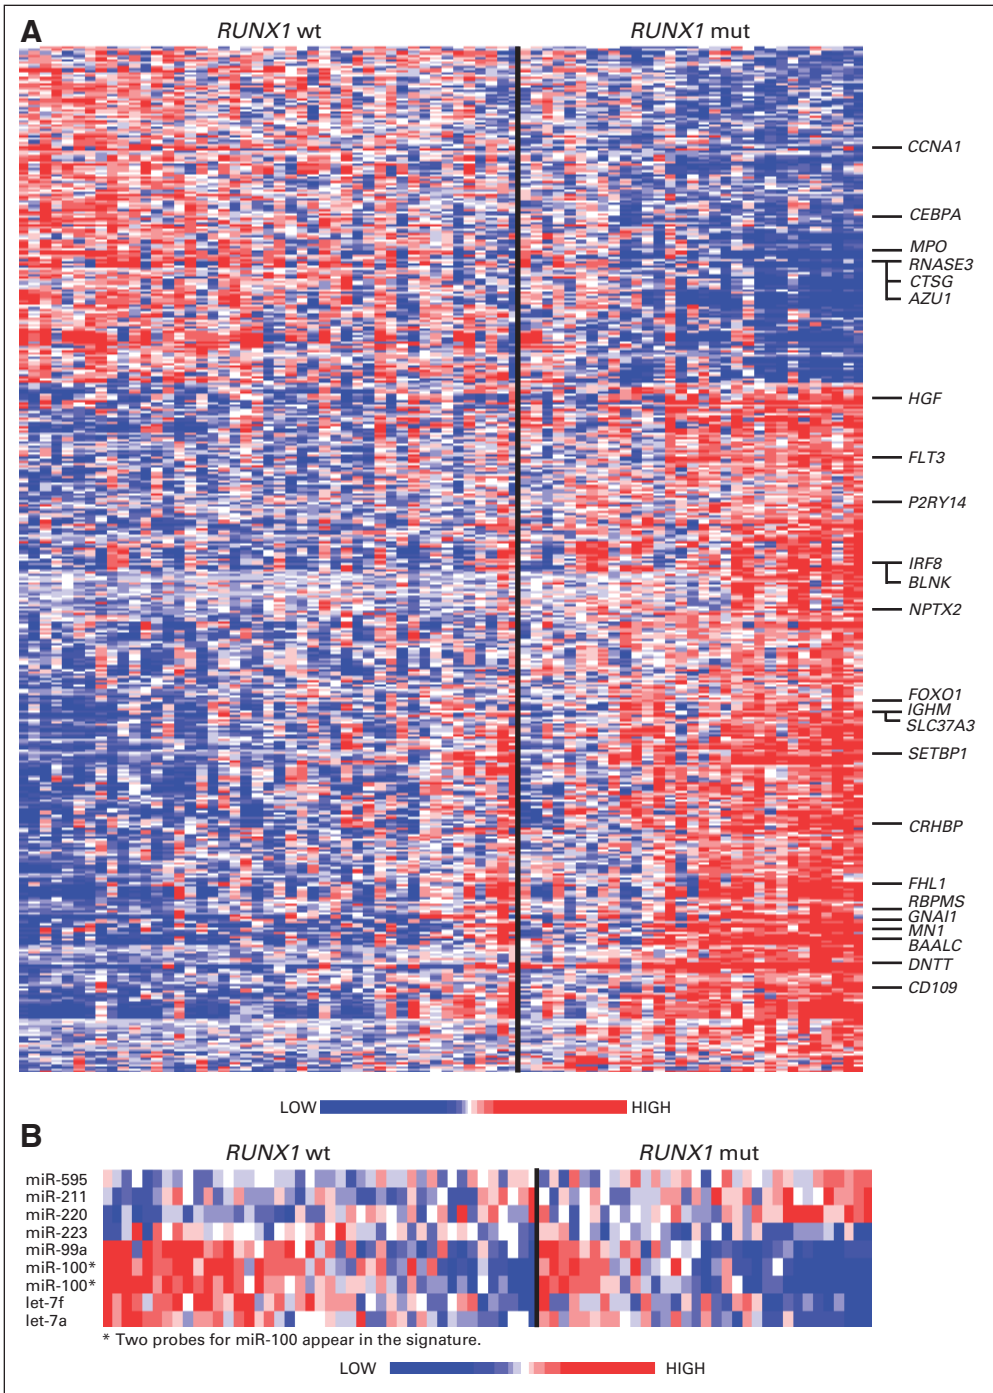 A
RUNX1 wt
RUNX1 mut
CCNA1
CEBPA
MPO
RNASE3
CTSG
AZU1
HGF
FLT3
P2RY14
IRF8
BLNK
NPTX2
FOXO1
IGHM
SLC37A3
SETBP1
CRHBP
FHL1
RBPMS
GNAI1
MN1
BAALC
DNTT
CD109
LOW
HIGH
B
RUNX1 wt
RUNX1 mut
miR-595
miR-211
miR-220
miR-223
miR-99a
miR-100*
miR-100*
let-7f
let-7a
* Two probes for miR-100 appear in the signature.
LOW
HIGH